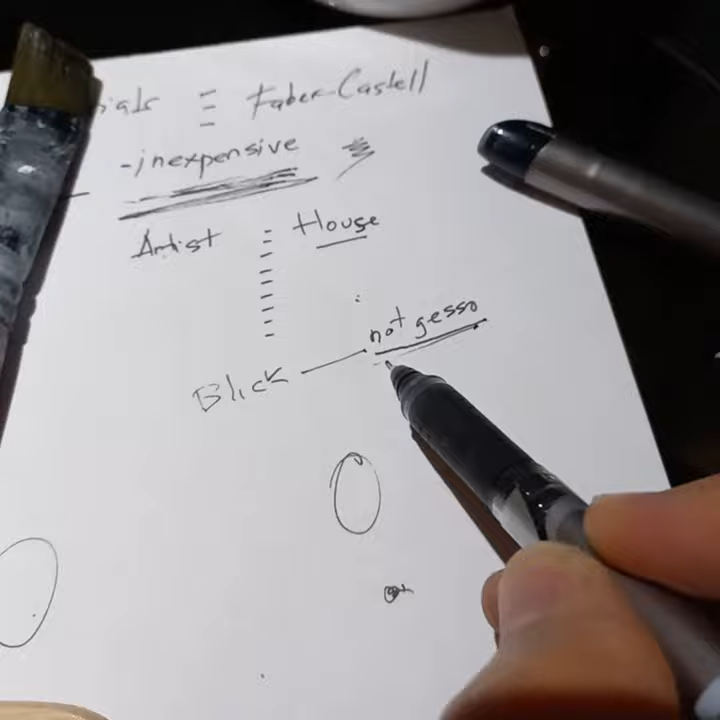 Faber-Castell
-inexpensive
Artist House
not gesso
Blick